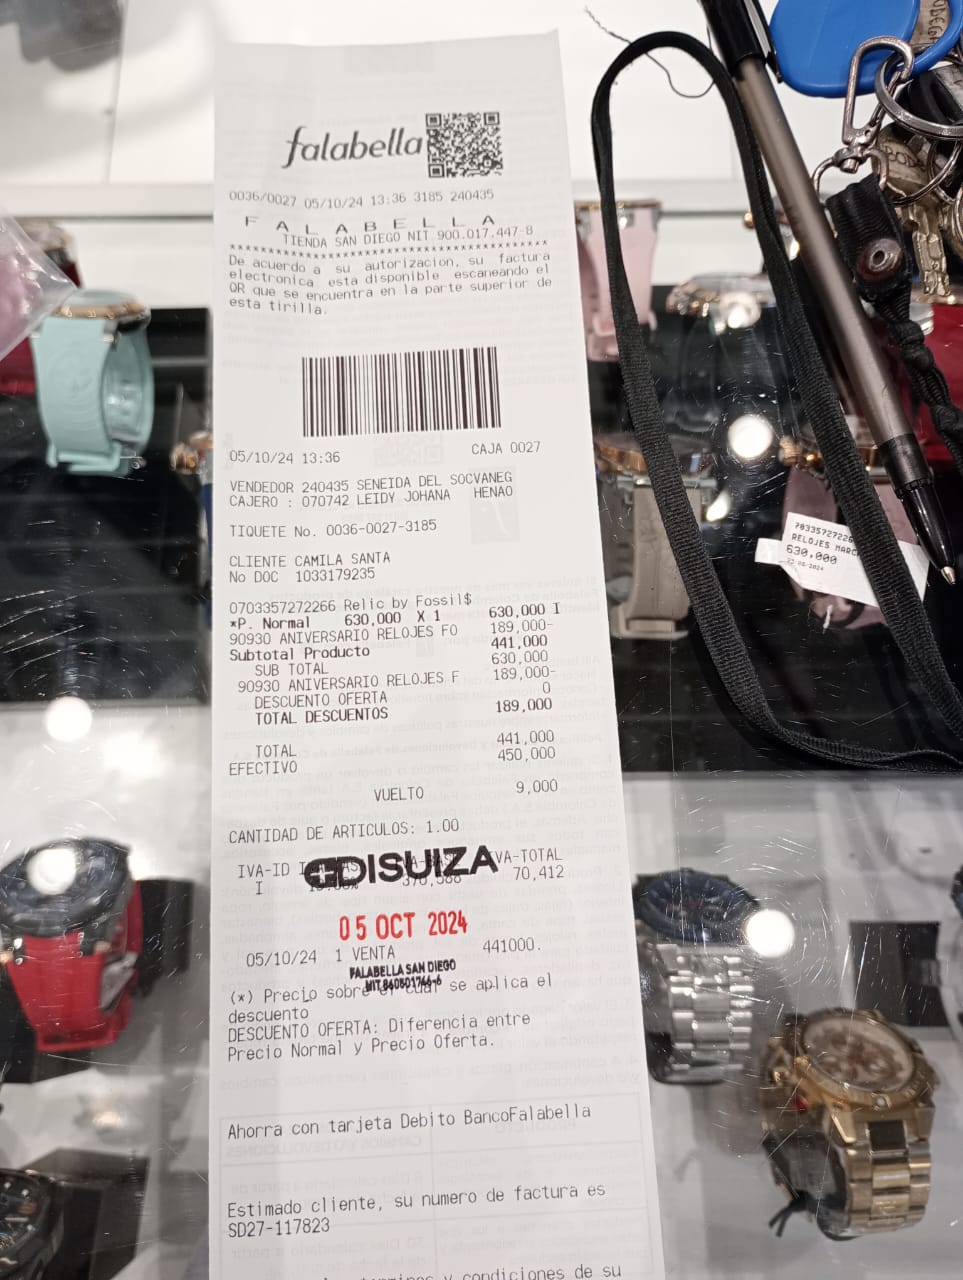 falabella
0036/0027 05/10/24 13:36 3185 240435
F A L A B E L L A
TIENDA SAN DIEGO NIT 900.017.447-8
****************************************************
De acuerdo a su autorizacion, su factura
electronica esta disponible escaneando el
QR que se encuentra en la parte superior de
esta tirilla.
05/10/24 13:36 CAJA 0027
VENDEDOR 240435 SENEIDA DEL SOCVANEG
CAJERO : 070742 LEIDY JOHANA HENAO
TIQUETE No. 0036-0027-3185
CLIENTE CAMILA SANTA
No DOC 1033179235
0703357272266 Relic by Fossil$
*P. Normal 630,000 X 1 630,000 I
90930 ANIVERSARIO RELOJES FO 189,000-
Subtotal Producto 441,000
SUB TOTAL 630,000
90930 ANIVERSARIO RELOJES F 189,000-
DESCUENTO OFERTA 0
TOTAL DESCUENTOS 189,000
TOTAL 441,000
EFECTIVO 450,000
VUELTO 9,000
CANTIDAD DE ARTICULOS: 1.00
IVA-ID IVA-TOTAL
I 70,412
DISUIZA
05 OCT 2024
05/10/24 1 VENTA 441000.
FALABELLA SAN DIEGO
(*) Precio sobre el cual se aplica el
descuento
DESCUENTO OFERTA: Diferencia entre
Precio Normal y Precio Oferta.
Ahorra con tarjeta Debito BancoFalabella
Estimado cliente, su numero de factura es
SD27-117823
y condiciones de su
RELOJES MARC
630,000